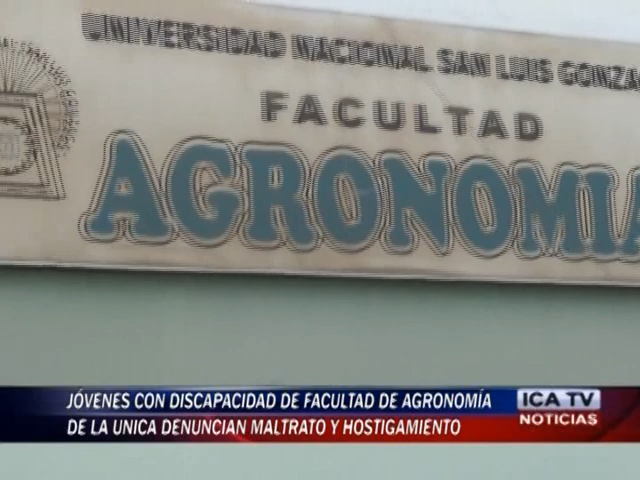 UNIVERSIDAD NACIONAL SAN LUIS GONZA
FACULTAD
AGRONOMIA
JÓVENES CON DISCAPACIDAD DE FACULTAD DE AGRONOMÍA
DE LA UNICA DENUNCIAN MALTRATO Y HOSTIGAMIENTO
ICA TV
NOTICIAS